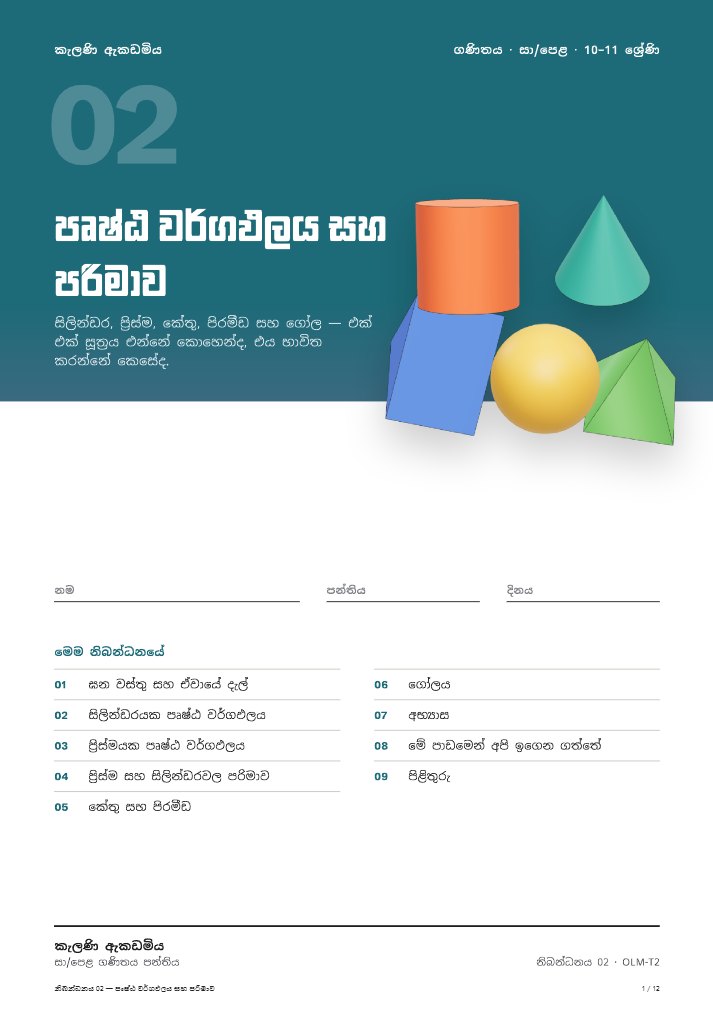 කැලණි ඇකඩමිය
ගණිතය · සා/පෙළ · 10–11 ශ්‍රේණි
02
පෘෂ්ඨ වර්ගඵලය සහ
පරිමාව
සිලින්ඩර, ප්‍රිස්ම, කේතු, පිරමීඩ සහ ගෝල — එක්
එක් සූත්‍රය එන්නේ කොහෙන්ද, එය භාවිත
කරන්නේ කෙසේද.
නම
පන්තිය
දිනය
මෙම නිබන්ධනයේ
01 ඝන වස්තු සහ ඒවායේ දැල්
02 සිලින්ඩරයක පෘෂ්ඨ වර්ගඵලය
03 ප්‍රිස්මයක පෘෂ්ඨ වර්ගඵලය
04 ප්‍රිස්ම සහ සිලින්ඩරවල පරිමාව
05 කේතු සහ පිරමීඩ
06 ගෝලය
07 අභ්‍යාස
08 මේ පාඩමෙන් අපි ඉගෙන ගත්තේ
09 පිළිතුරු
කැලණි ඇකඩමිය
සා/පෙළ ගණිතය පන්තිය
නිබන්ධනය 02 · OLM-T2
නිබන්ධනය 02 — පෘෂ්ඨ වර්ගඵලය සහ පරිමාව
1 / 12